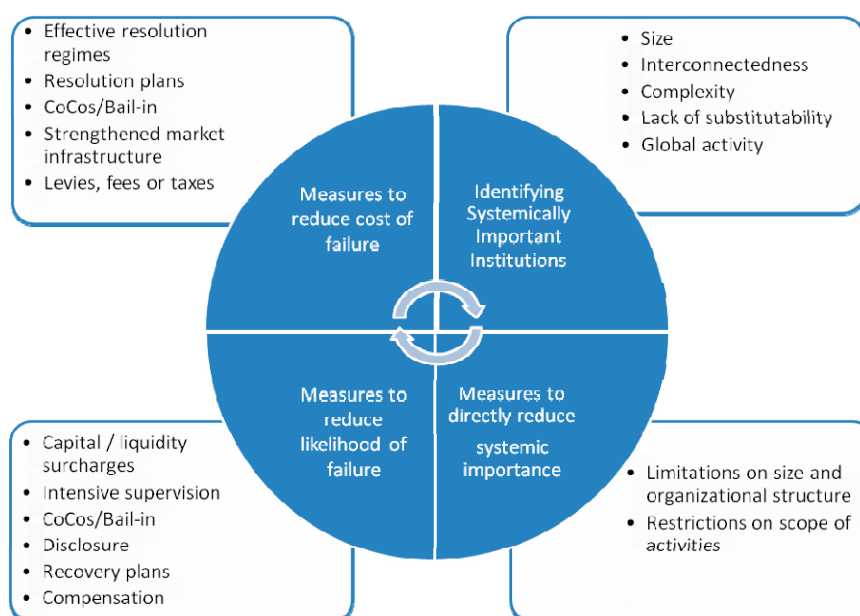 • Effective resolution
regimes
• Resolution plans
• CoCos/Bail-in
• Strengthened market
infrastructure
• Levies, fees or taxes
• Size
• Interconnectedness
• Complexity
• Lack of substitutability
• Global activity
Measures to
reduce cost of
failure
Identifying
Systemically
Important
Institutions
Measures to
reduce
likelihood of
failure
Measures to
directly reduce
systemic
importance
• Capital / liquidity
surcharges
• Intensive supervision
• CoCos/Bail-in
• Disclosure
• Recovery plans
• Compensation
• Limitations on size and
organizational structure
• Restrictions on scope of
activities